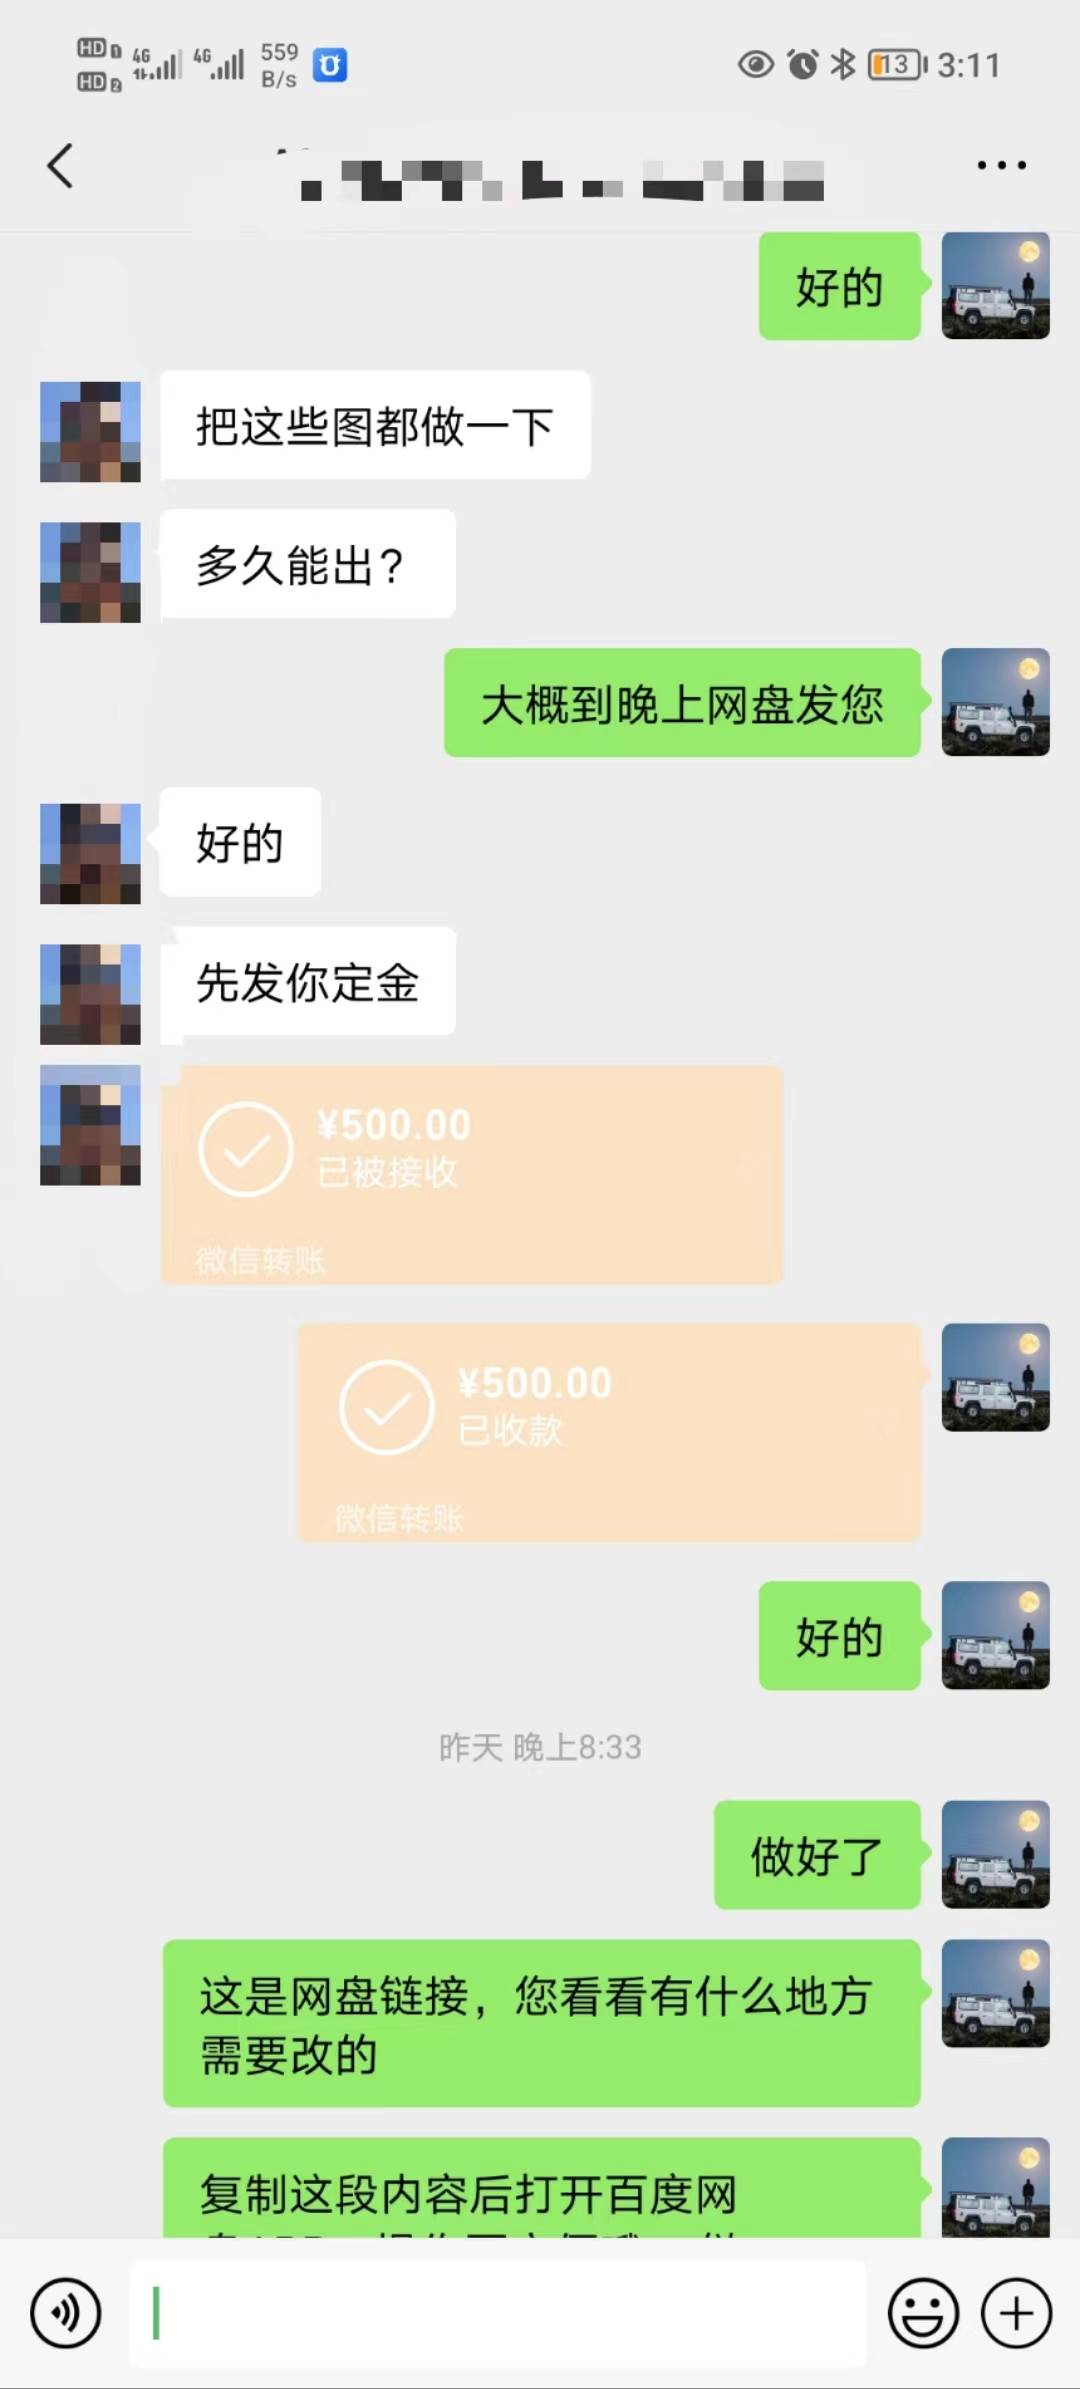 HD 1 4G 4G 559 13 3:11
HD 2 B/s
好的
把这些图都做一下
多久能出?
大概到晚上网盘发您
好的
先发你定金
¥500.00
已被接收
微信转账
¥500.00
已收款
微信转账
好的
昨天 晚上8:33
做好了
这是网盘链接，您看看有什么地方
需要改的
复制这段内容后打开百度网